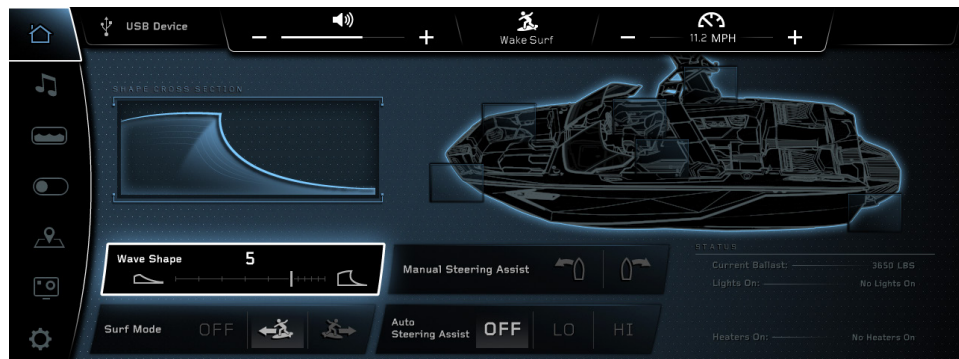 USB Device
Wake Surf
11.2 MPH
SHAPE CROSS SECTION
Wave Shape 5
Manual Steering Assist
STATUS
Current Ballast: 3650 LBS
Lights On: No Lights On
Surf Mode OFF
Auto
Steering Assist OFF LO HI
Heaters On: No Heaters On